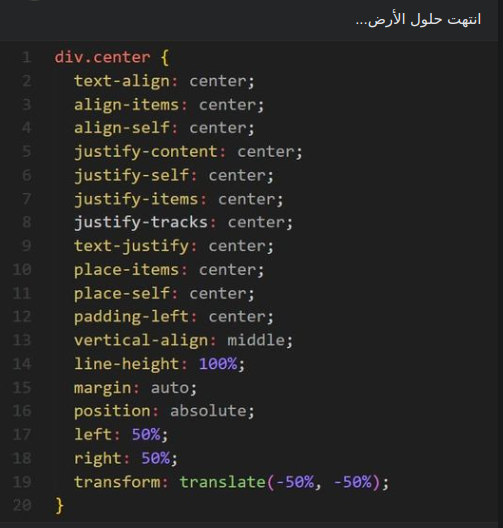 انتهت حلول الأرض...
1 div.center {
2 text-align: center;
3 align-items: center;
4 align-self: center;
5 justify-content: center;
6 justify-self: center;
7 justify-items: center;
8 justify-tracks: center;
9 text-justify: center;
10 place-items: center;
11 place-self: center;
12 padding-left: center;
13 vertical-align: middle;
14 line-height: 100%;
15 margin: auto;
16 position: absolute;
17 left: 50%;
18 right: 50%;
19 transform: translate(-50%, -50%);
20 }